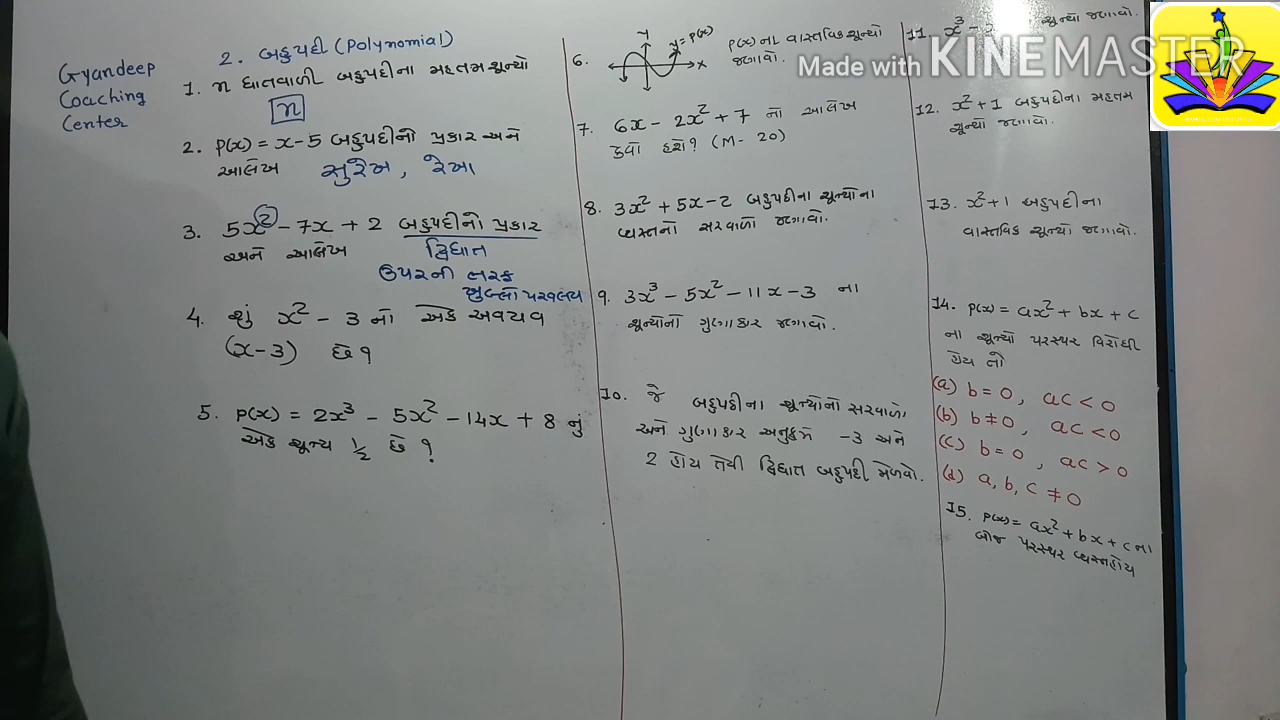 Gyandeep
Coaching
Center
2. બહુપદી (Polynomial)
1. n ઘાતવાળી બહુપદીના મહત્તમ શૂન્યો
n
2. P(x) = x-5 બહુપદીનો પ્રકાર અને
આલેખ સુરેખ, રેખા
3. 5x² - 7x + 2 બહુપદીનો પ્રકાર
અને આલેખ દ્વિઘાત
ઉપરની તરફ
ખુલ્લો પરવલય
4. શું x² - 3 નો એક અવયવ
(x-3) છે ?
5. P(x) = 2x³ - 5x² - 14x + 8 નું
એક શૂન્ય ½ છે ?
6. y y = P(x) x P(x) ના વાસ્તવિક શૂન્યો
જણાવો.
7. 6x - 2x² + 7 નો આલેખ
કેવો હશે? (M-20)
8. 3x² + 5x - 2 બહુપદીના શૂન્યોના
વ્યસ્તનો સરવાળો જણાવો.
9. 3x³ - 5x² - 11x - 3 ના
શૂન્યોનો ગુણાકાર જણાવો.
10. જે બહુપદીના શૂન્યોનો સરવાળો,
અને ગુણાકાર અનુક્રમે -3 અને
2 હોય તેવી દ્વિઘાત બહુપદી મેળવો.
11. x³ - શૂન્યો જણાવો.
Made with KINEMASTER
12. x² + 1 બહુપદીના મહત્તમ
શૂન્યો જણાવો.
13. x² + 1 બહુપદીના
વાસ્તવિક શૂન્યો જણાવો.
14. P(x) = ax² + bx + c
ના શૂન્યો પરસ્પર વિરોધી
હોય તો
(a) b = 0, ac < 0
(b) b ≠ 0, ac < 0
(c) b = 0, ac > 0
(d) a, b, c ≠ 0
15. P(x) = ax² + bx + c ના
બીજ પરસ્પર વ્યસ્ત હોય